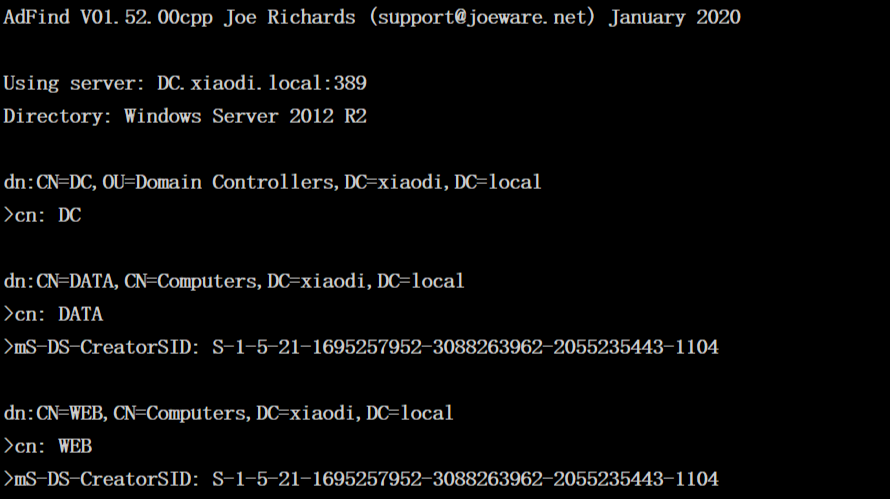 AdFind V01.52.00cpp Joe Richards (support@joeware.net) January 2020
Using server: DC.xiaodi.local:389
Directory: Windows Server 2012 R2
dn:CN=DC,OU=Domain Controllers,DC=xiaodi,DC=local
>cn: DC
dn:CN=DATA,CN=Computers,DC=xiaodi,DC=local
>cn: DATA
>mS-DS-CreatorSID: S-1-5-21-1695257952-3088263962-2055235443-1104
dn:CN=WEB,CN=Computers,DC=xiaodi,DC=local
>cn: WEB
>mS-DS-CreatorSID: S-1-5-21-1695257952-3088263962-2055235443-1104